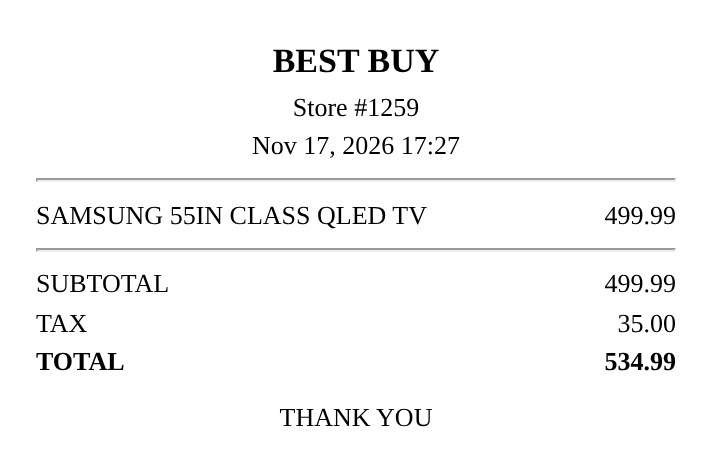 BEST BUY
Store #1259
Nov 17, 2026 17:27
SAMSUNG 55IN CLASS QLED TV 499.99
SUBTOTAL 499.99
TAX 35.00
TOTAL 534.99
THANK YOU